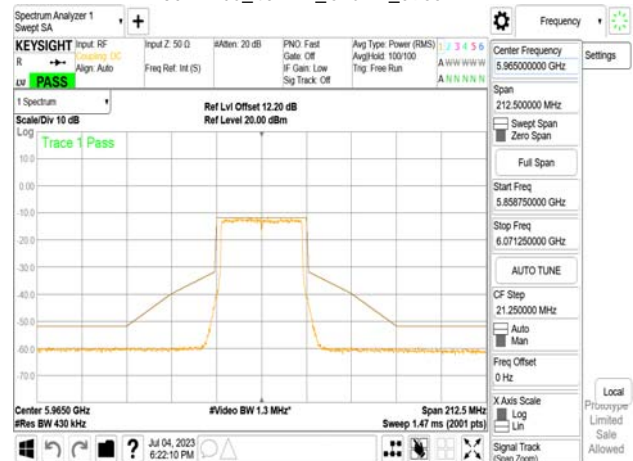 Spectrum Analyzer 1
Swept SA
+
Frequency
KEYSIGHT
Input: RF
Coupling: DC
Align: Auto
R
LV
PASS
Input Z: 50 Ω
Freq Ref: Int (S)
#Atten: 20 dB
PNO: Fast
Gate: Off
IF Gain: Low
Sig Track: Off
Avg Type: Power (RMS)
Avg|Hold: 100/100
Trig: Free Run
1 2 3 4 5 6
A W W W W W
A N N N N N
Center Frequency
5.965000000 GHz
Settings
1 Spectrum
Scale/Div 10 dB
Ref Lvl Offset 12.20 dB
Ref Level 20.00 dBm
Span
212.500000 MHz
Swept Span
Zero Span
Log
Trace 1 Pass
10.0
0.00
-10.0
-20.0
-30.0
-40.0
-50.0
-60.0
-70.0
Full Span
Start Freq
5.858750000 GHz
Stop Freq
6.071250000 GHz
AUTO TUNE
CF Step
21.250000 MHz
Auto
Man
Freq Offset
0 Hz
X Axis Scale
Log
Lin
Local
Prototype
Limited
Sale
Allowed
Center 5.9650 GHz
#Res BW 430 kHz
#Video BW 1.3 MHz*
Span 212.5 MHz
Sweep 1.47 ms (2001 pts)
?
Jul 04, 2023
6:22:10 PM
Signal Track
(Span Zoom)